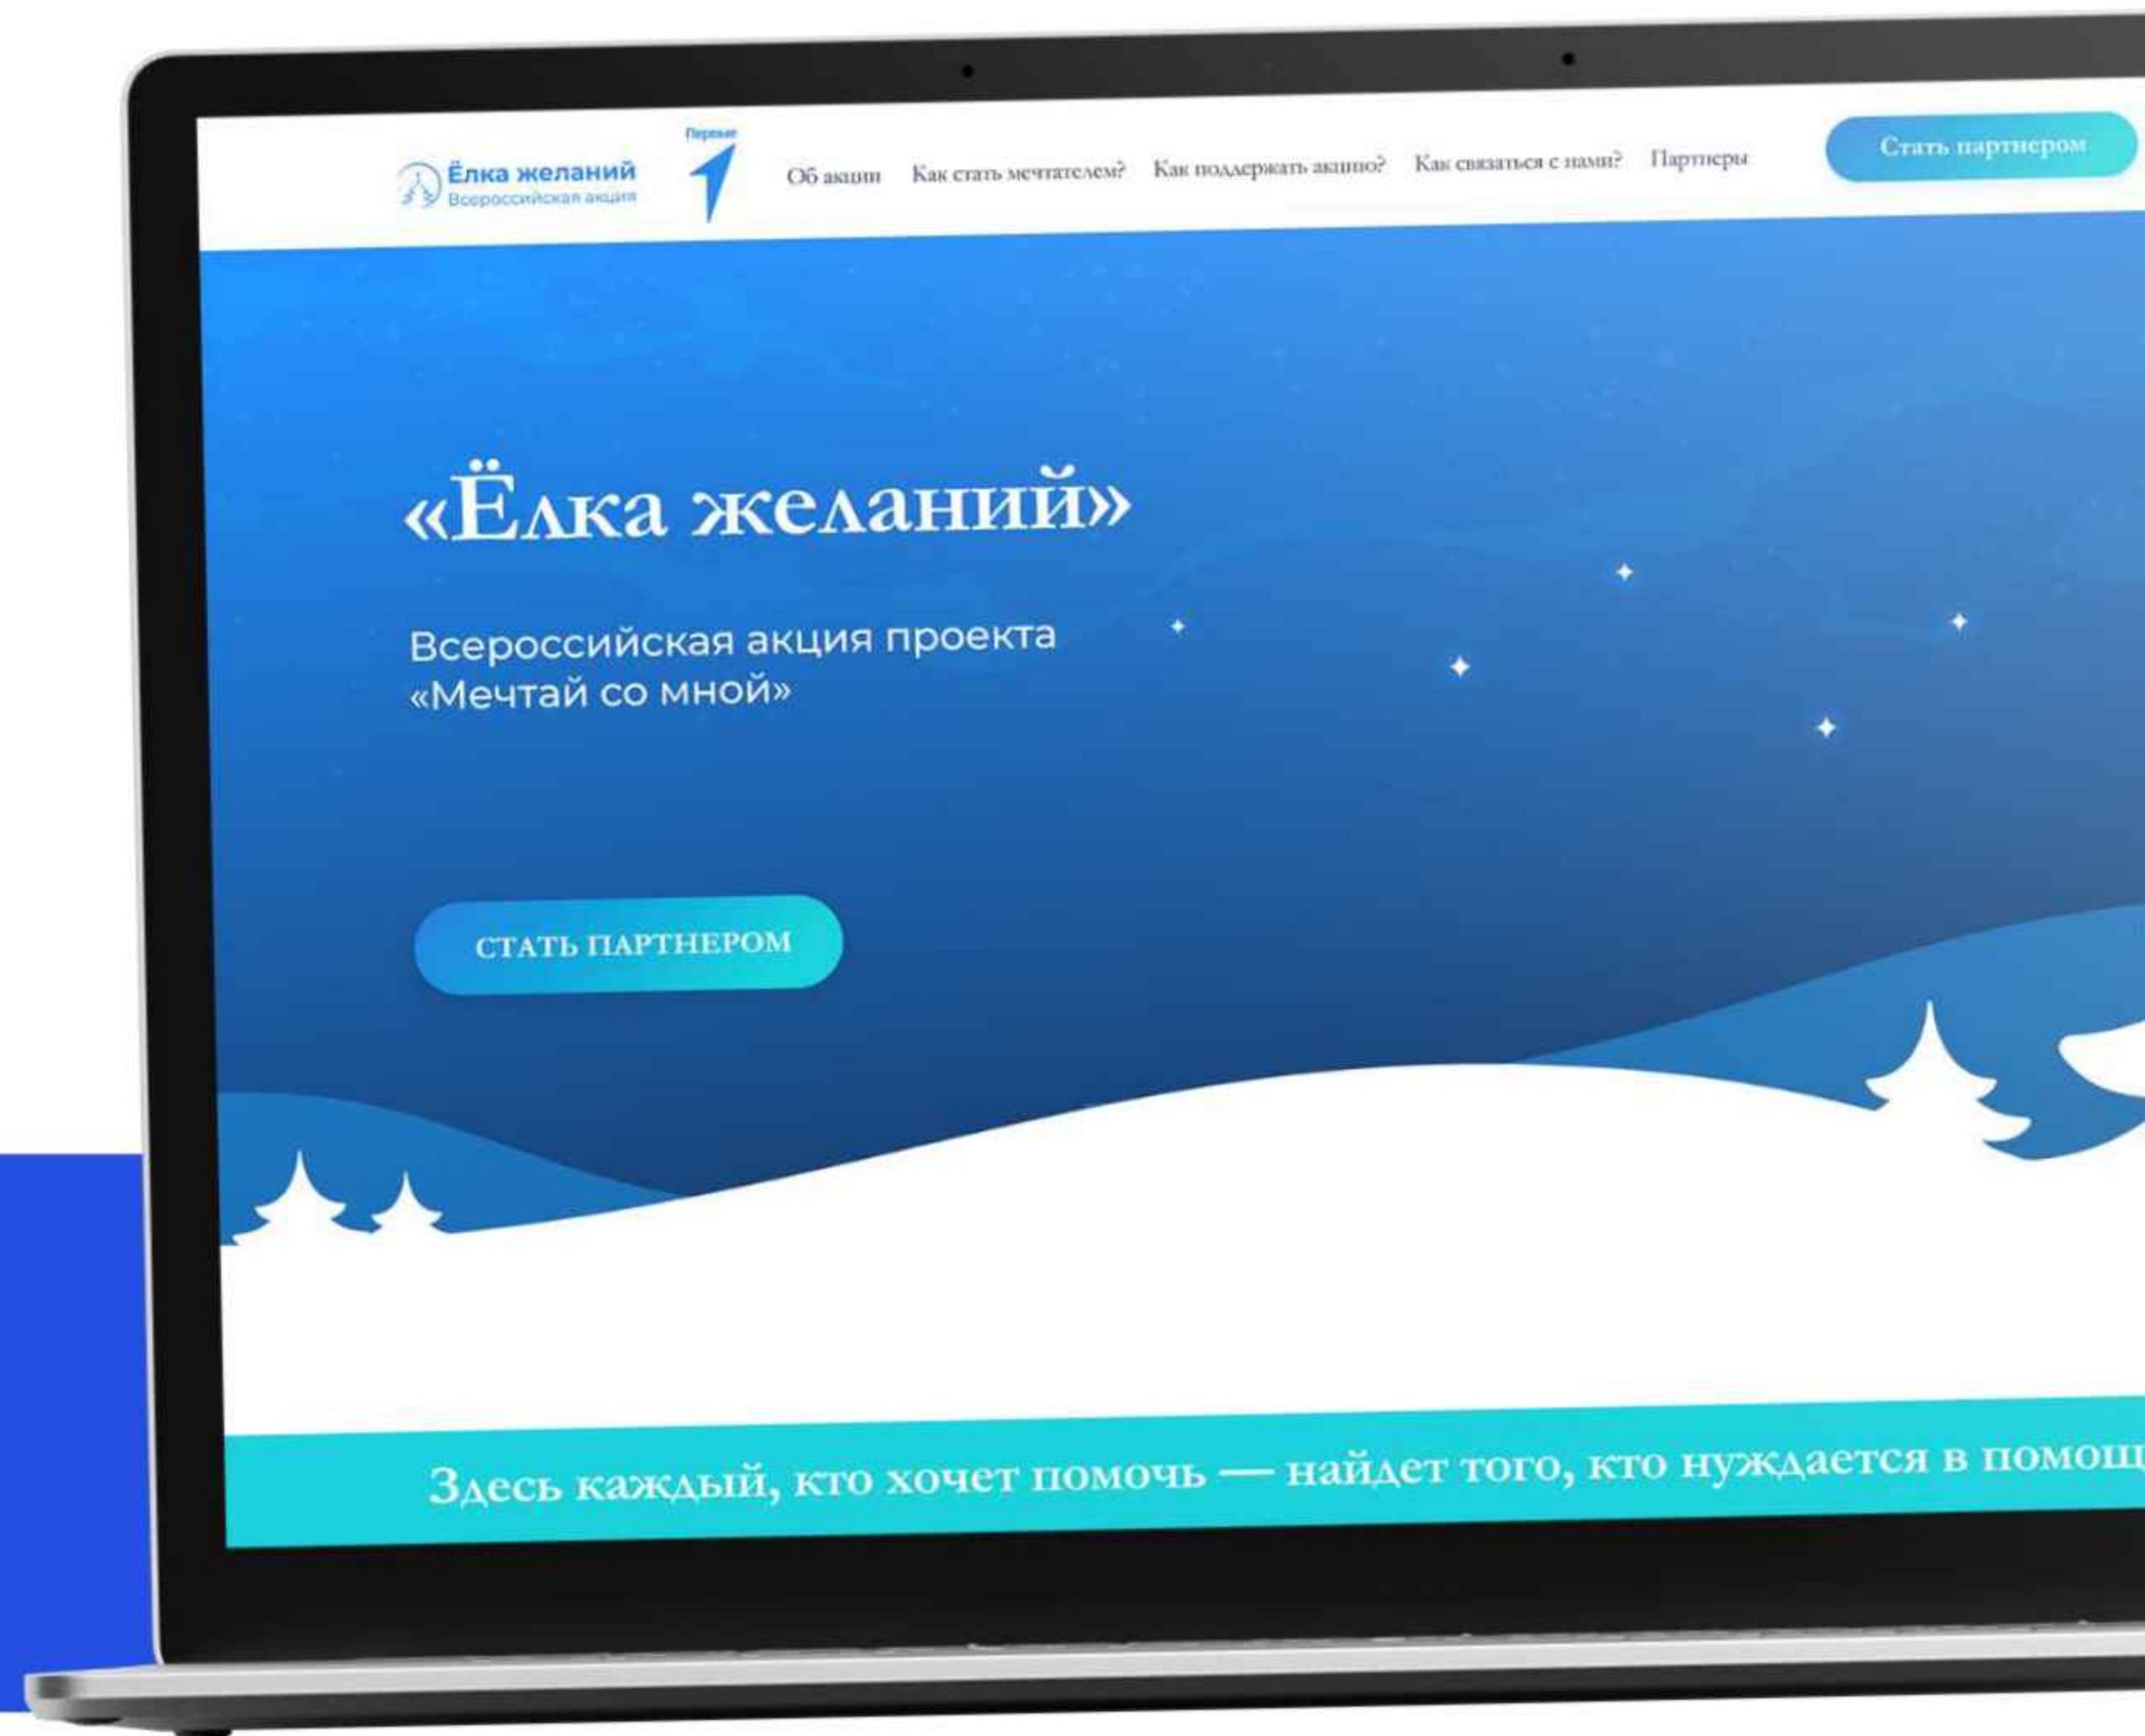 Ёлка желаний
Всероссийская акция
Первые
Об акции Как стать мечтателем? Как поддержать акцию? Как связаться с нами? Партнеры
Стать партнером
«Ёлка желаний»
Всероссийская акция проекта
«Мечтай со мной»
СТАТЬ ПАРТНЕРОМ
Здесь каждый, кто хочет помочь — найдет того, кто нуждается в помощ